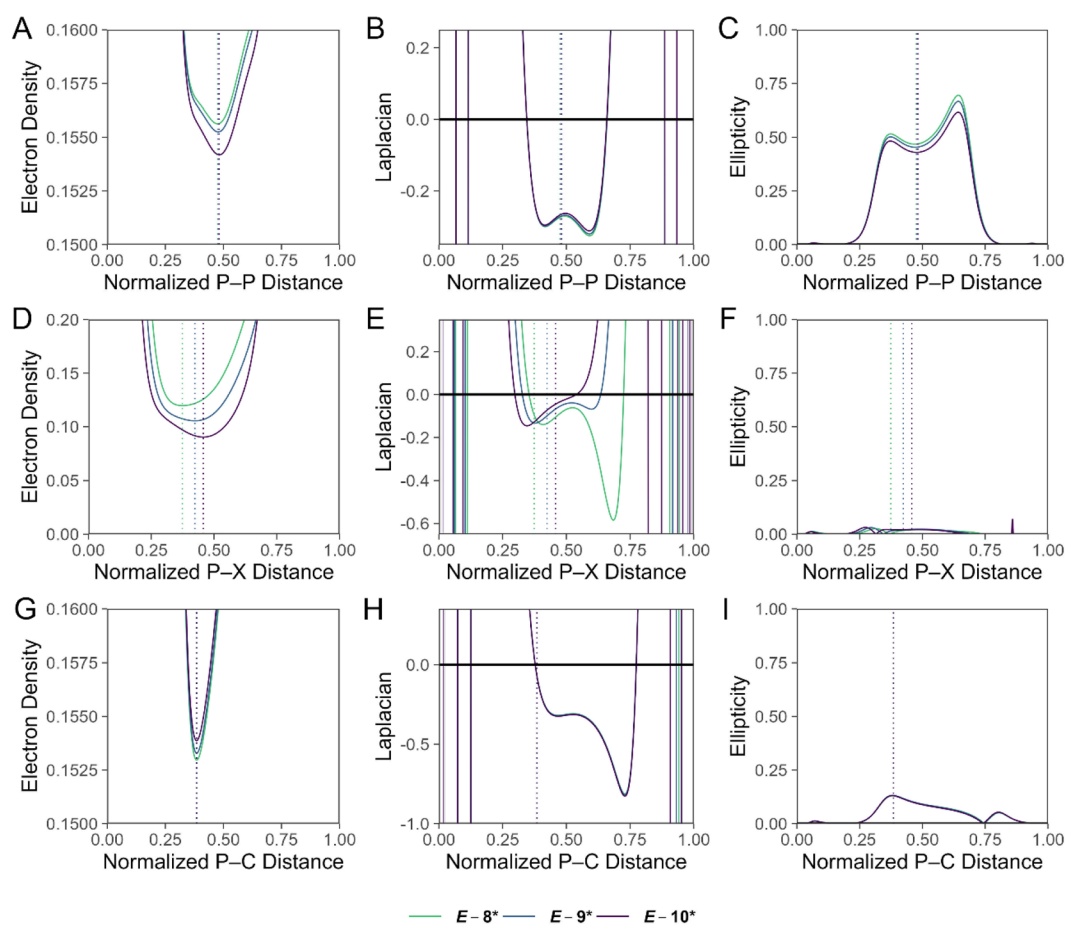 A
Electron Density
0.1600
0.1575
0.1550
0.1525
0.1500
0.00 0.25 0.50 0.75 1.00
Normalized P–P Distance
B
Laplacian
0.2
0.0
-0.2
0.00 0.25 0.50 0.75 1.00
Normalized P–P Distance
C
Ellipticity
1.00
0.75
0.50
0.25
0.00
0.00 0.25 0.50 0.75 1.00
Normalized P–P Distance
D
Electron Density
0.20
0.15
0.10
0.05
0.00
0.00 0.25 0.50 0.75 1.00
Normalized P–X Distance
E
Laplacian
0.2
0.0
-0.2
-0.4
-0.6
0.00 0.25 0.50 0.75 1.00
Normalized P–X Distance
F
Ellipticity
1.00
0.75
0.50
0.25
0.00
0.00 0.25 0.50 0.75 1.00
Normalized P–X Distance
G
Electron Density
0.1600
0.1575
0.1550
0.1525
0.1500
0.00 0.25 0.50 0.75 1.00
Normalized P–C Distance
H
Laplacian
0.0
-0.5
-1.0
0.00 0.25 0.50 0.75 1.00
Normalized P–C Distance
I
Ellipticity
1.00
0.75
0.50
0.25
0.00
0.00 0.25 0.50 0.75 1.00
Normalized P–C Distance
E – 8* E – 9* E – 10*